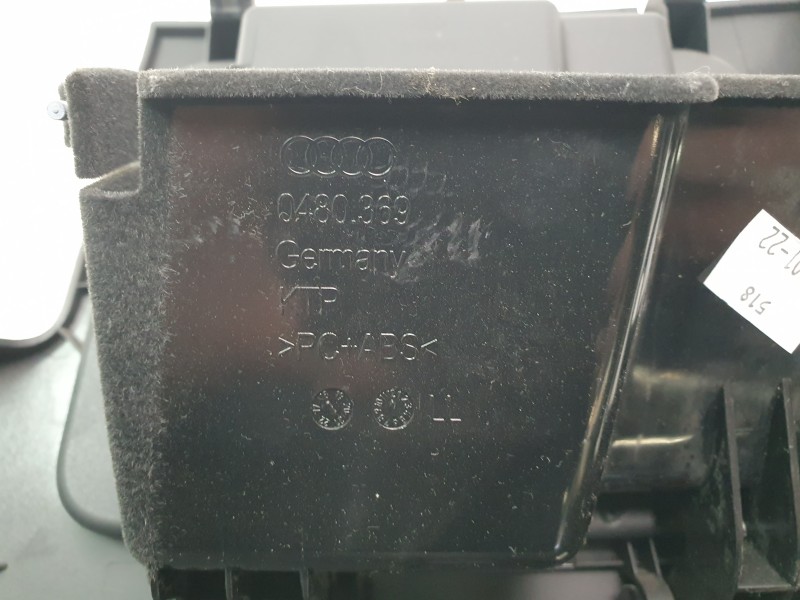 0480.369
Germany
KTP
>PC+ABS<
11
01-22
518